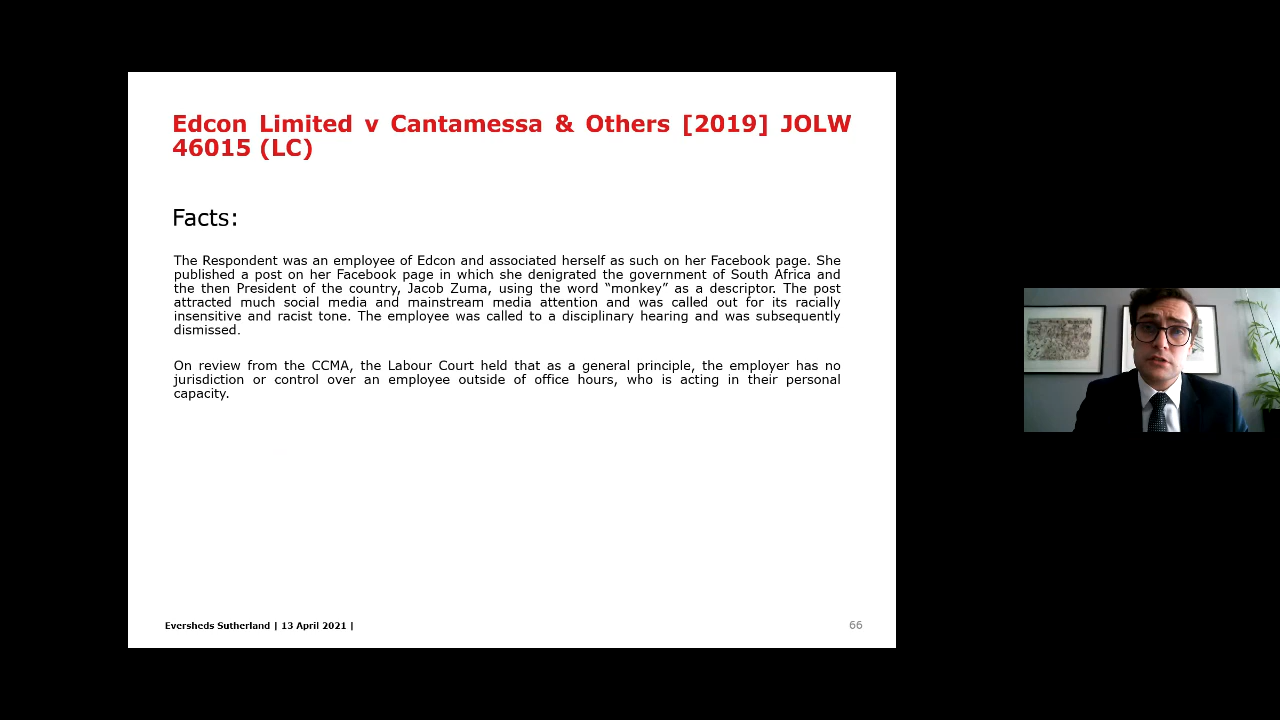 Edcon Limited v Cantamessa & Others [2019] JOLW
46015 (LC)
Facts:
The Respondent was an employee of Edcon and associated herself as such on her Facebook page. She
published a post on her Facebook page in which she denigrated the government of South Africa and
the then President of the country, Jacob Zuma, using the word “monkey” as a descriptor. The post
attracted much social media and mainstream media attention and was called out for its racially
insensitive and racist tone. The employee was called to a disciplinary hearing and was subsequently
dismissed.
On review from the CCMA, the Labour Court held that as a general principle, the employer has no
jurisdiction or control over an employee outside of office hours, who is acting in their personal
capacity.
Eversheds Sutherland | 13 April 2021 |
66